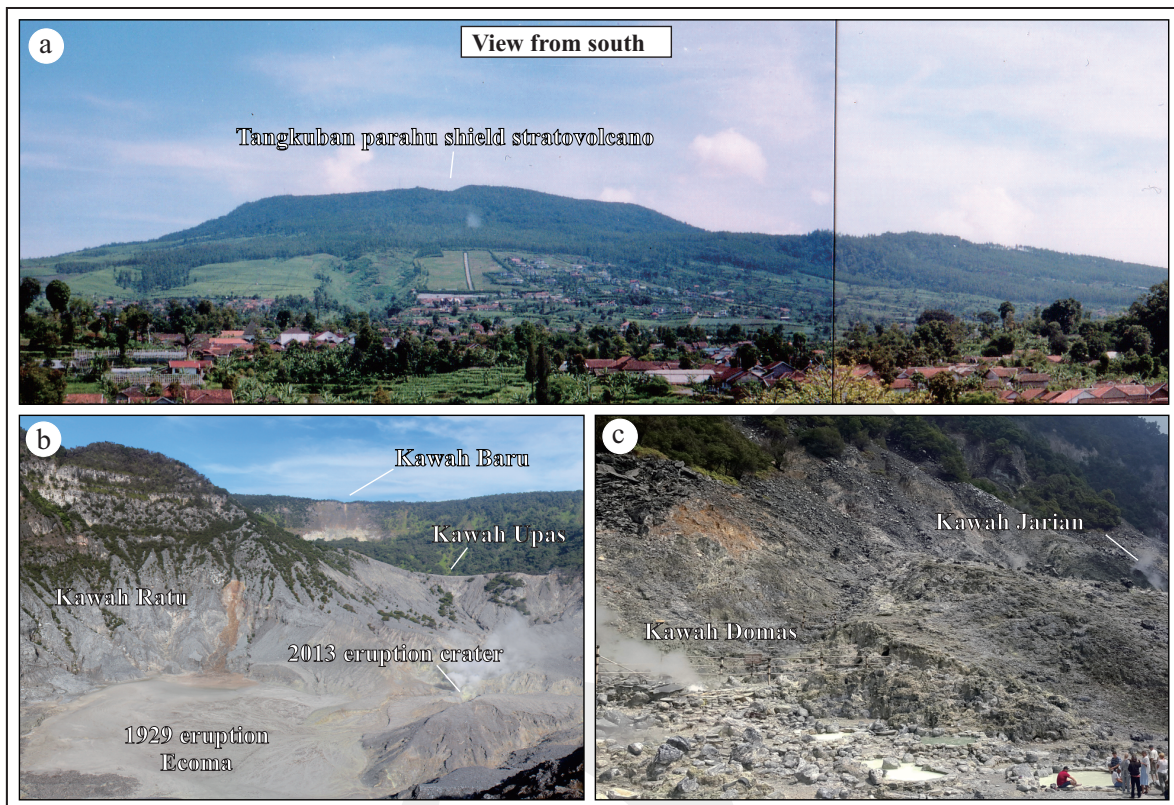 a
View from south
Tangkuban parahu shield stratovolcano
b
Kawah Baru
Kawah Upas
Kawah Ratu
2013 eruption crater
1929 eruption
Ecoma
c
Kawah Jarian
Kawah Domas